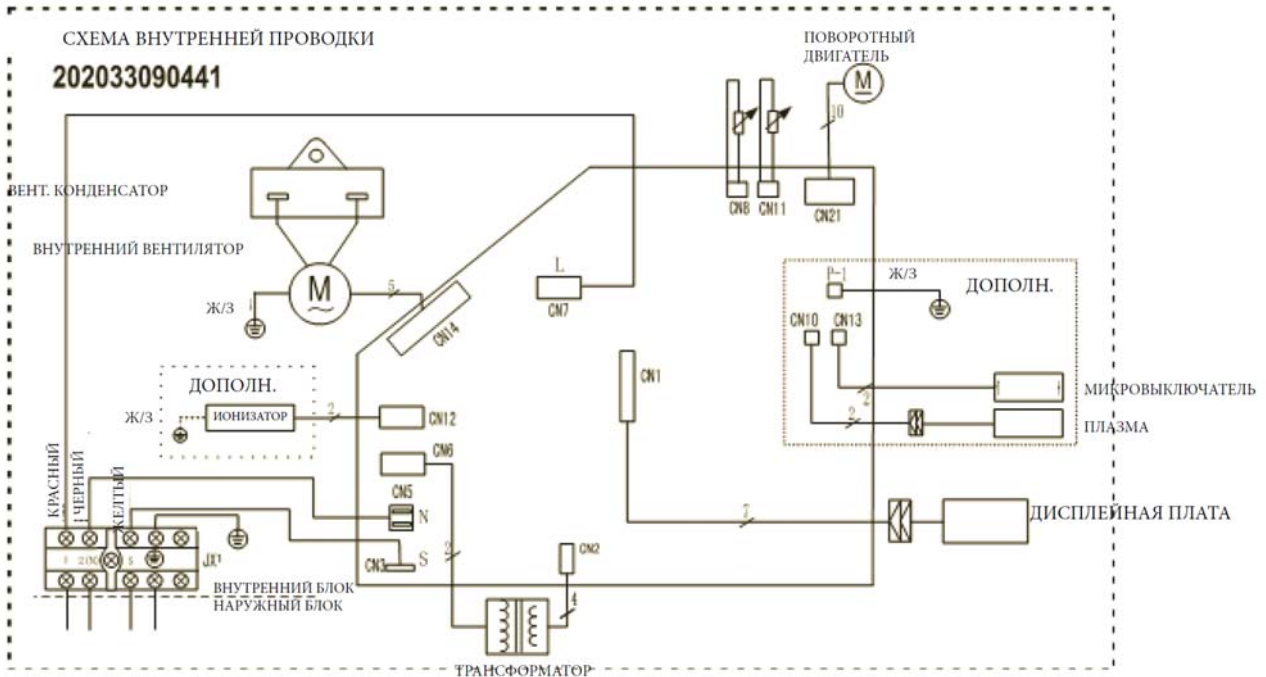 СХЕМА ВНУТРЕННЕЙ ПРОВОДКИ
202033090441
ПОВОРОТНЫЙ
ДВИГАТЕЛЬ
M
10
ВЕНТ. КОНДЕНСАТОР
CN8
CN11
CN21
ВНУТРЕННИЙ ВЕНТИЛЯТОР
M
5
Ж/З
CN14
L
CN7
P-1
Ж/З
ДОПОЛН.
CN10
CN13
CN1
2
МИКРОВЫКЛЮЧАТЕЛЬ
2
ПЛАЗМА
ДОПОЛН.
Ж/З
ИОНИЗАТОР
2
CN12
CN6
КРАСНЫЙ
ЧЕРНЫЙ
ЖЕЛТЫЙ
CN5
N
7
ДИСПЛЕЙНАЯ ПЛАТА
1
2(N)
S
CN3
S
2
CN2
4
ВНУТРЕННИЙ БЛОК
НАРУЖНЫЙ БЛОК
ТРАНСФОРМАТОР